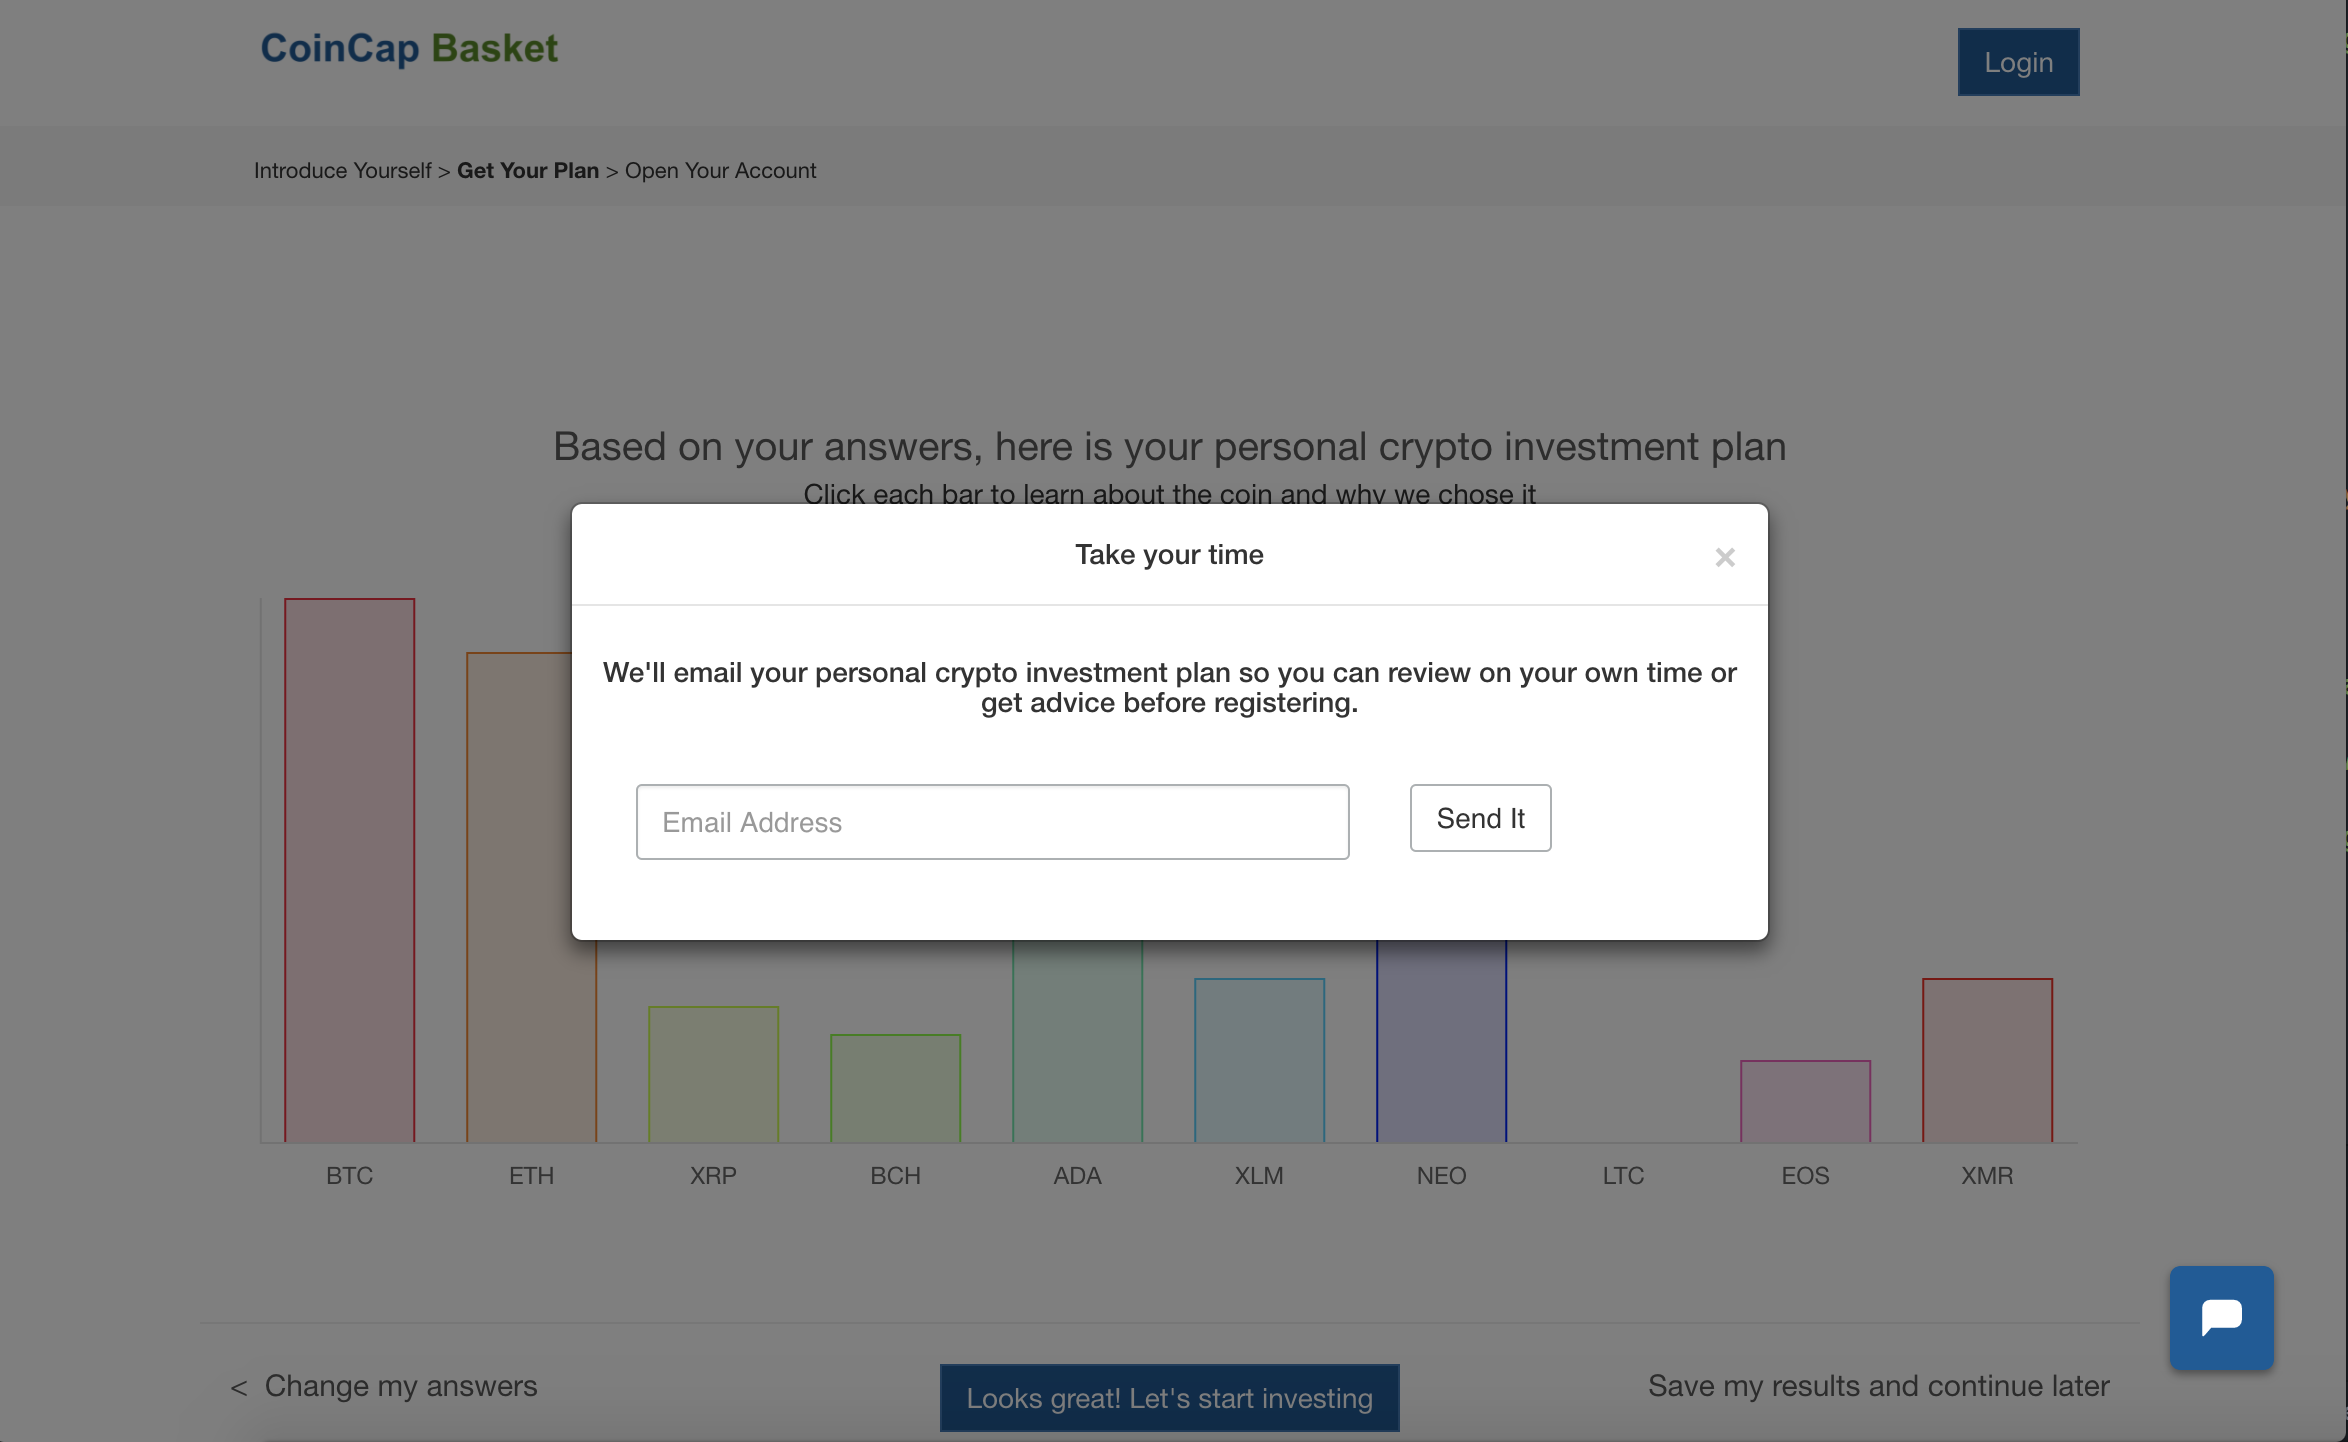 CoinCap Basket
Login
Introduce Yourself > Get Your Plan > Open Your Account
Based on your answers, here is your personal crypto investment plan
Click each bar to learn about the coin and why we chose it
Take your time
×
We'll email your personal crypto investment plan so you can review on your own time or
get advice before registering.
Email Address
Send It
BTC ETH XRP BCH ADA XLM NEO LTC EOS XMR
< Change my answers
Looks great! Let's start investing
Save my results and continue later